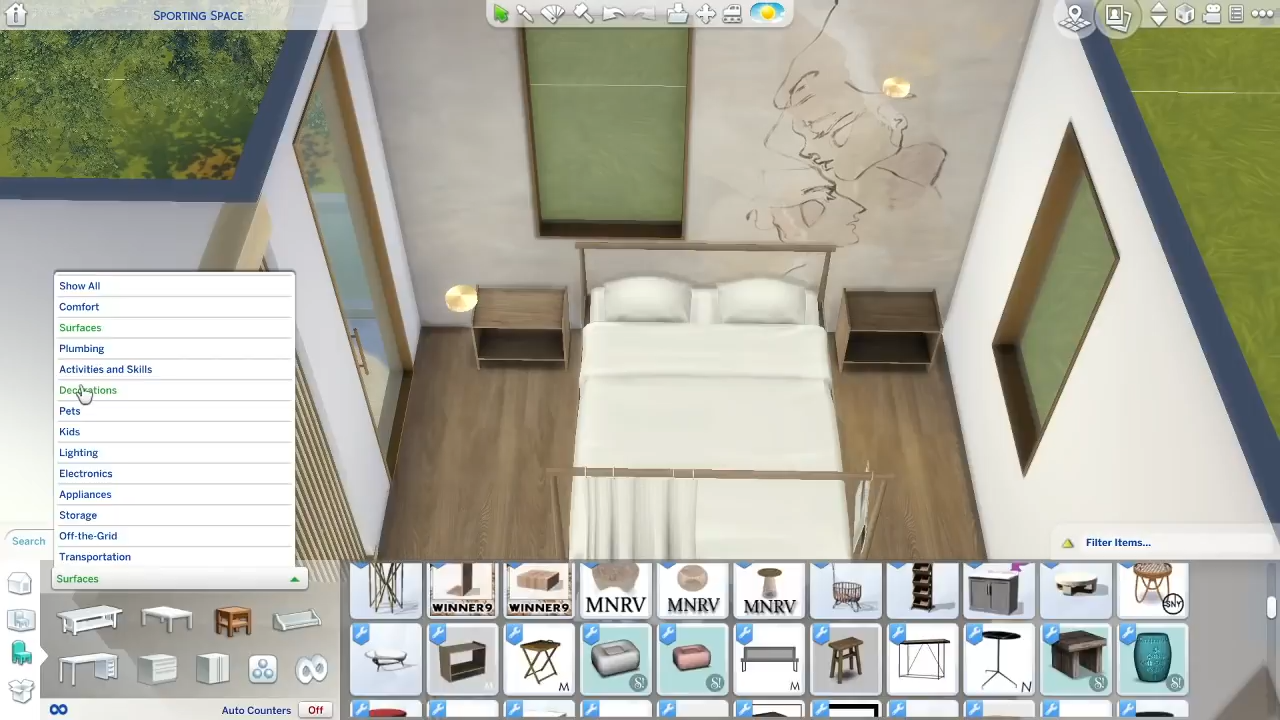 SPORTING SPACE
Show All
Comfort
Surfaces
Plumbing
Activities and Skills
Decorations
Pets
Kids
Lighting
Electronics
Appliances
Storage
Off-the-Grid
Transportation
Search
Surfaces
Filter Items...
WINNER9
WINNER9
MNRV
MNRV
MNRV
SNY
M
M
S!
S!
M
N
S!
S!
Auto Counters
Off